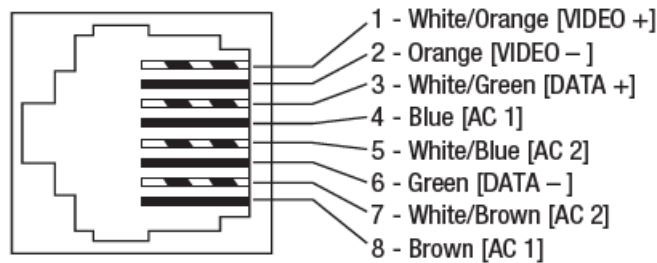 1 - White/Orange [VIDEO +]
2 - Orange [VIDEO – ]
3 - White/Green [DATA +]
4 - Blue [AC 1]
5 - White/Blue [AC 2]
6 - Green [DATA – ]
7 - White/Brown [AC 2]
8 - Brown [AC 1]